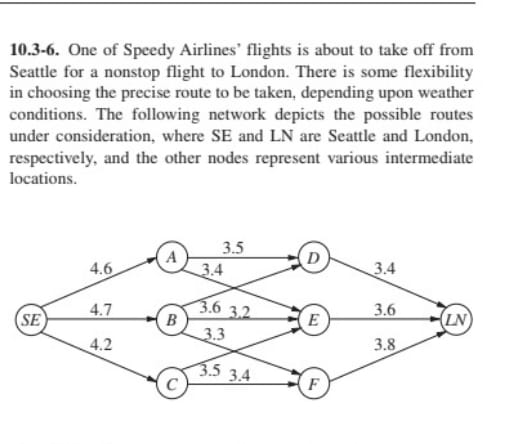 10.3-6. One of Speedy Airlines’ flights is about to take off from
Seattle for a nonstop flight to London. There is some flexibility
in choosing the precise route to be taken, depending upon weather
conditions. The following network depicts the possible routes
under consideration, where SE and LN are Seattle and London,
respectively, and the other nodes represent various intermediate
locations.
3.5
A
D
4.6
3.4
3.4
4.7
3.6 3.2
3.6
SE
B
E
LN
3.3
4.2
3.8
3.5 3.4
C
F